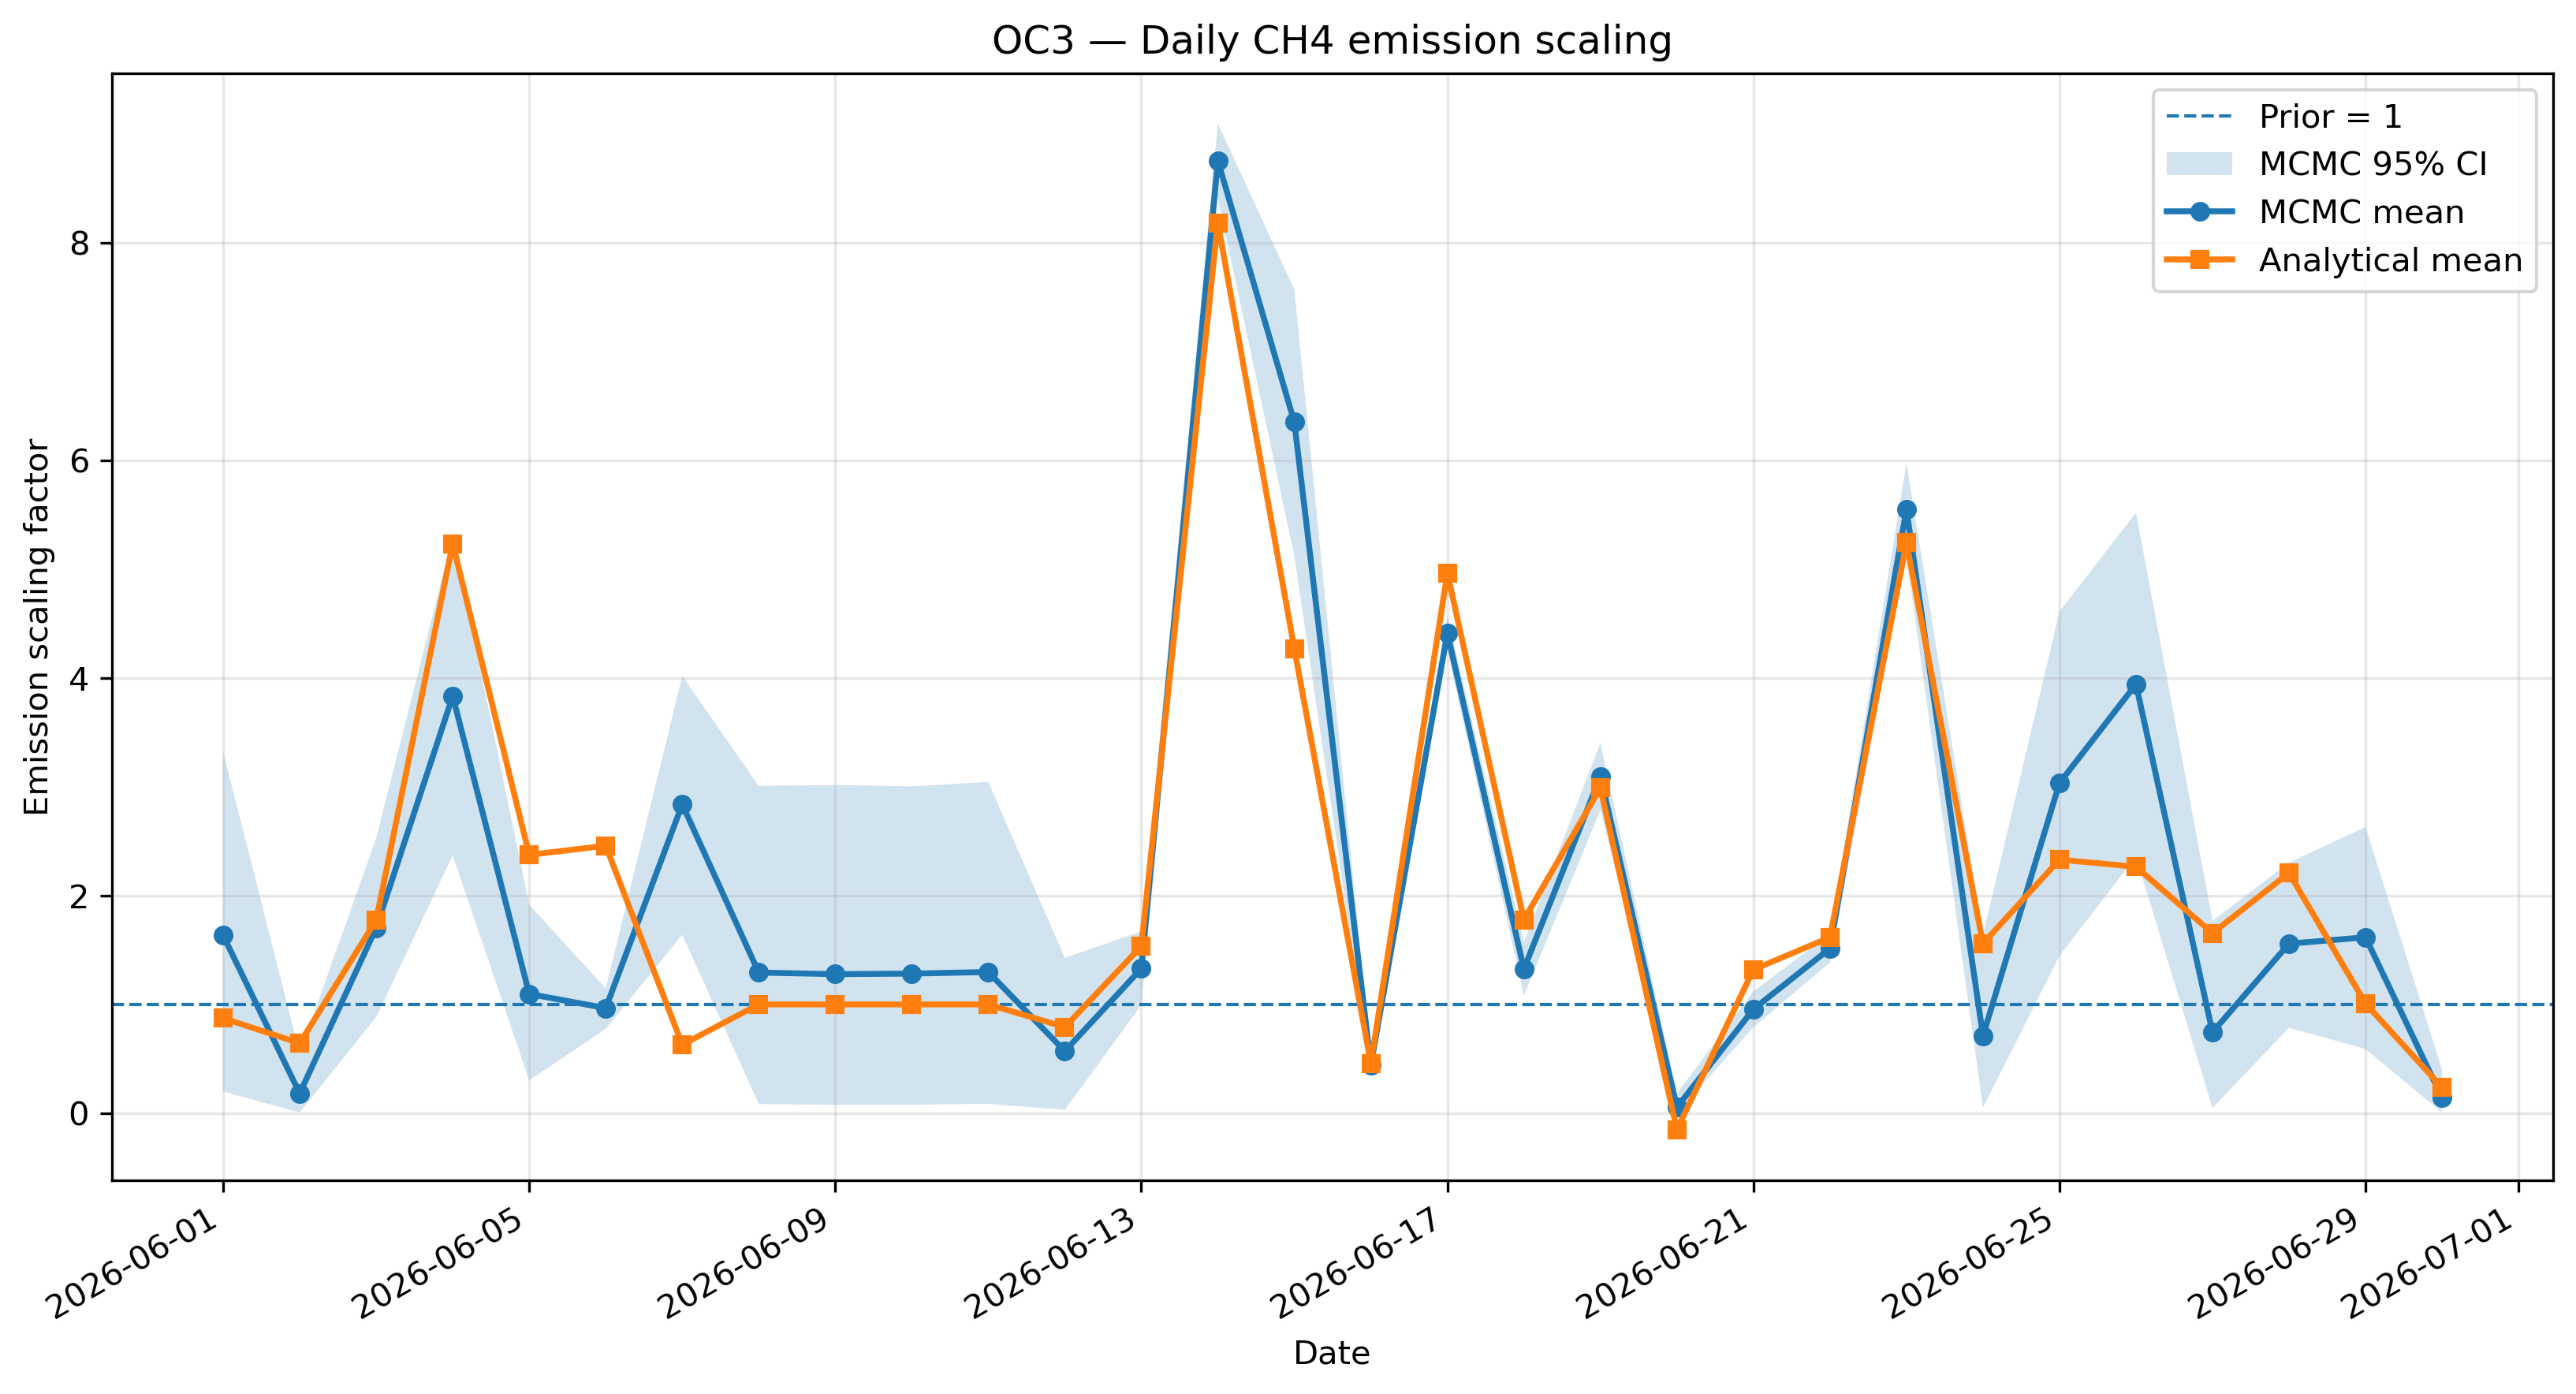 OC3 — Daily CH4 emission scaling
Prior = 1
MCMC 95% CI
MCMC mean
Analytical mean
Emission scaling factor
8
6
4
2
0
2026-06-01
2026-06-05
2026-06-09
2026-06-13
2026-06-17
2026-06-21
2026-06-25
2026-06-29
2026-07-01
Date